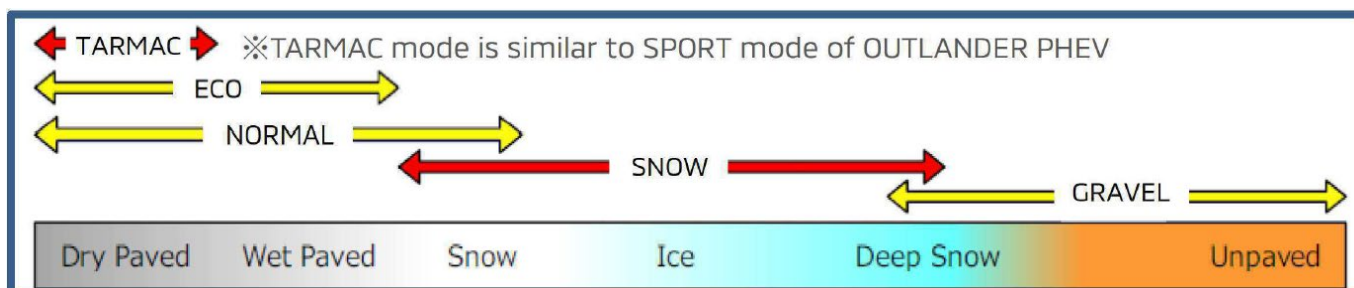 TARMAC ※TARMAC mode is similar to SPORT mode of OUTLANDER PHEV
ECO
NORMAL
SNOW
GRAVEL
Dry Paved Wet Paved Snow Ice Deep Snow Unpaved